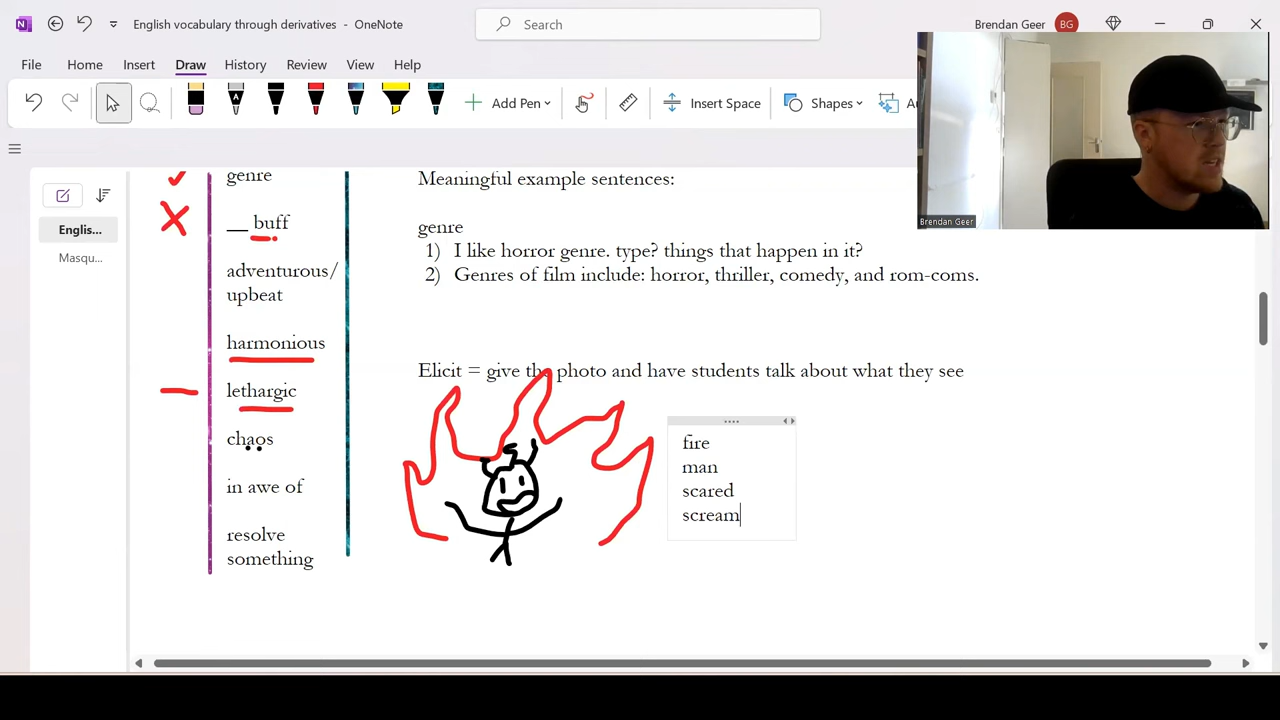 English vocabulary through derivatives - OneNote
Search
Brendan Geer BG
File Home Insert Draw History Review View Help
Add Pen
Insert Space
Shapes
Englis...
Masqu...
genre
__ buff
adventurous/
upbeat
harmonious
lethargic
chaos
in awe of
resolve
something
Meaningful example sentences:
genre
1) I like horror genre. type? things that happen in it?
2) Genres of film include: horror, thriller, comedy, and rom-coms.
Elicit = give the photo and have students talk about what they see
fire
man
scared
scream
Brendan Geer